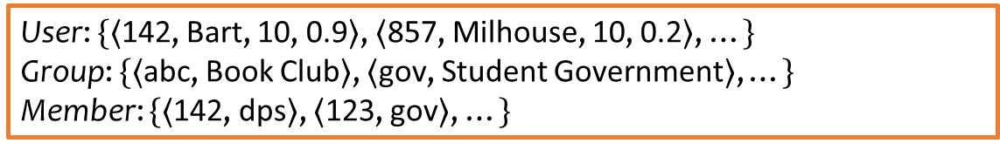 User: {⟨142, Bart, 10, 0.9⟩, ⟨857, Milhouse, 10, 0.2⟩, … }
Group: {⟨abc, Book Club⟩, ⟨gov, Student Government⟩, … }
Member: {⟨142, dps⟩, ⟨123, gov⟩, … }